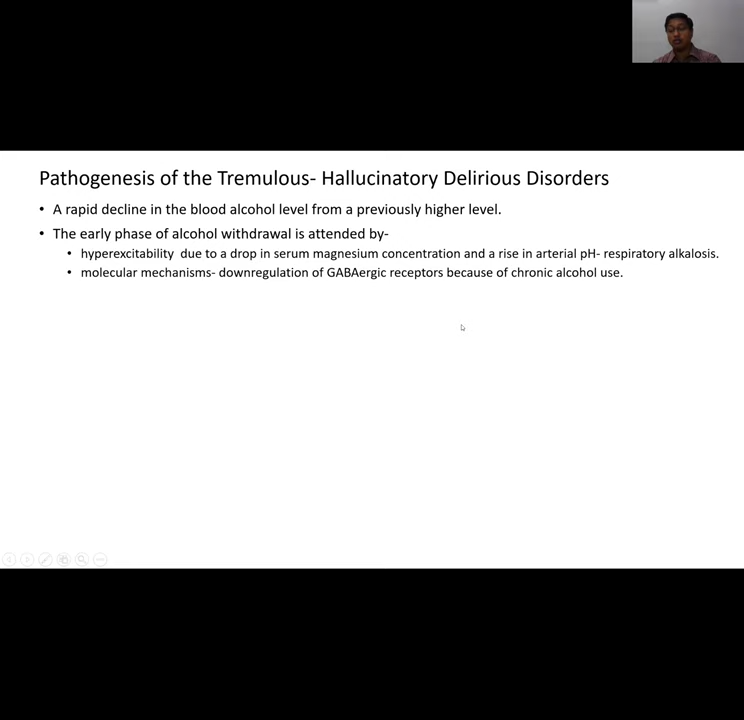 Pathogenesis of the Tremulous- Hallucinatory Delirious Disorders
• A rapid decline in the blood alcohol level from a previously higher level.
• The early phase of alcohol withdrawal is attended by-
• hyperexcitability due to a drop in serum magnesium concentration and a rise in arterial pH- respiratory alkalosis.
• molecular mechanisms- downregulation of GABAergic receptors because of chronic alcohol use.